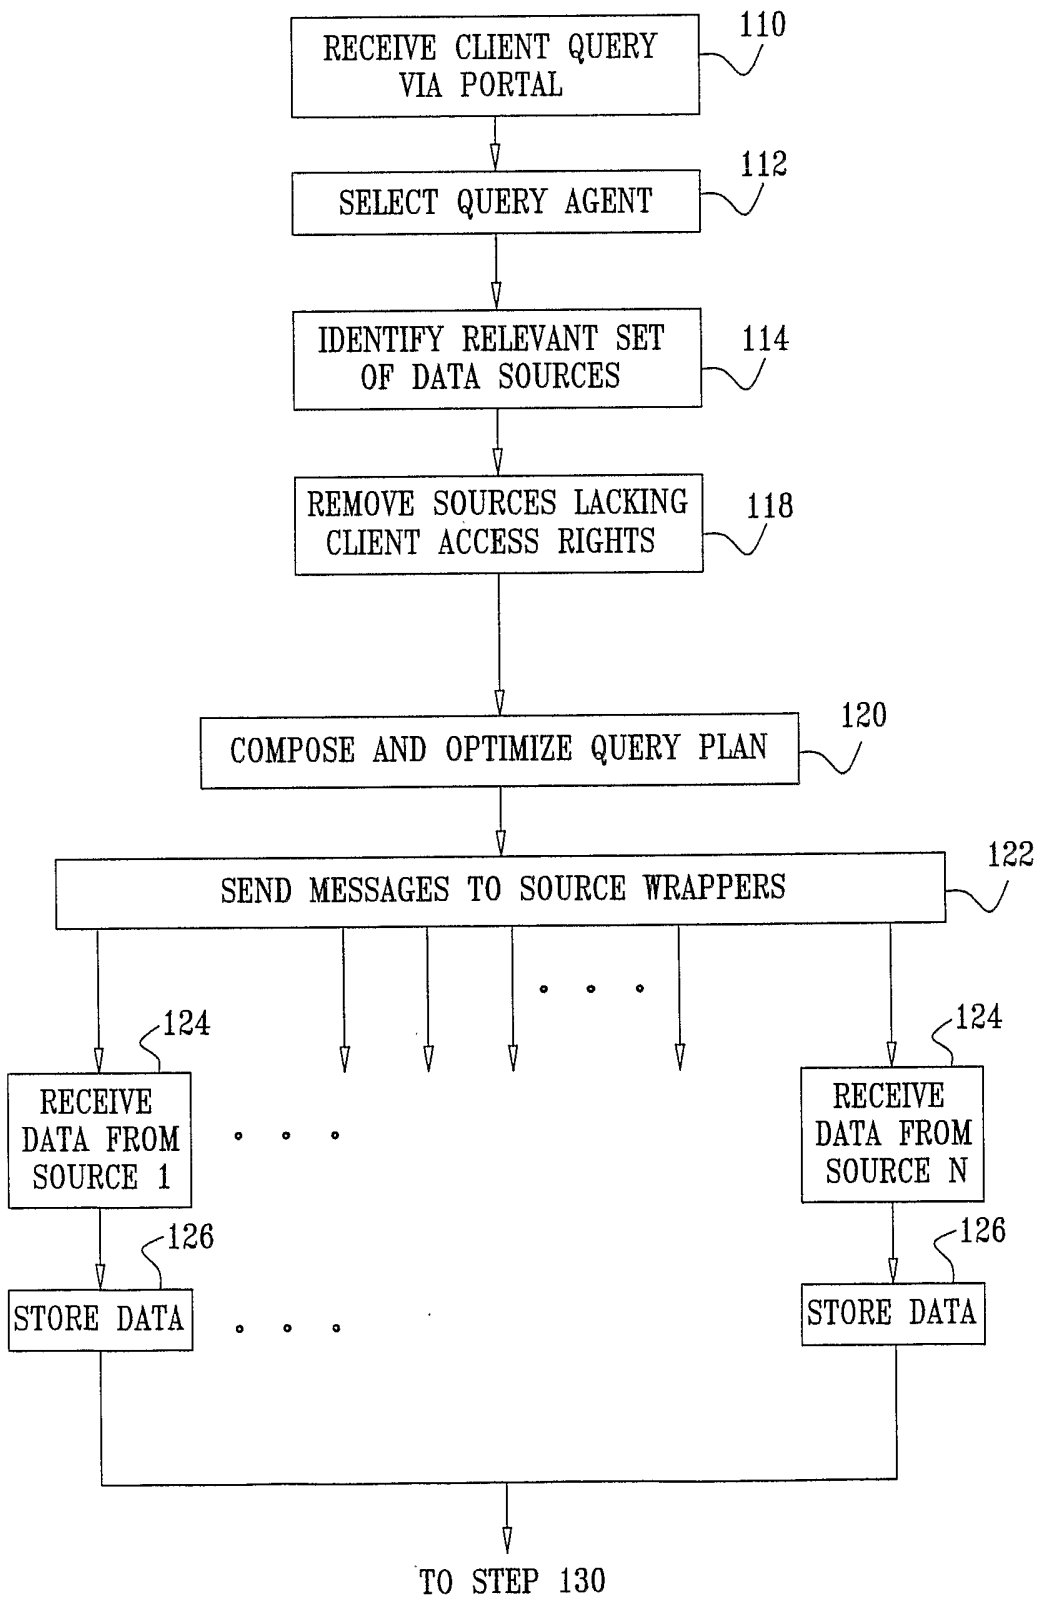 RECEIVE CLIENT QUERY
VIA PORTAL
110
SELECT QUERY AGENT
112
IDENTIFY RELEVANT SET
OF DATA SOURCES
114
REMOVE SOURCES LACKING
CLIENT ACCESS RIGHTS
118
COMPOSE AND OPTIMIZE QUERY PLAN
120
SEND MESSAGES TO SOURCE WRAPPERS
122
124
RECEIVE
DATA FROM
SOURCE 1
124
RECEIVE
DATA FROM
SOURCE N
126
STORE DATA
126
STORE DATA
TO STEP 130